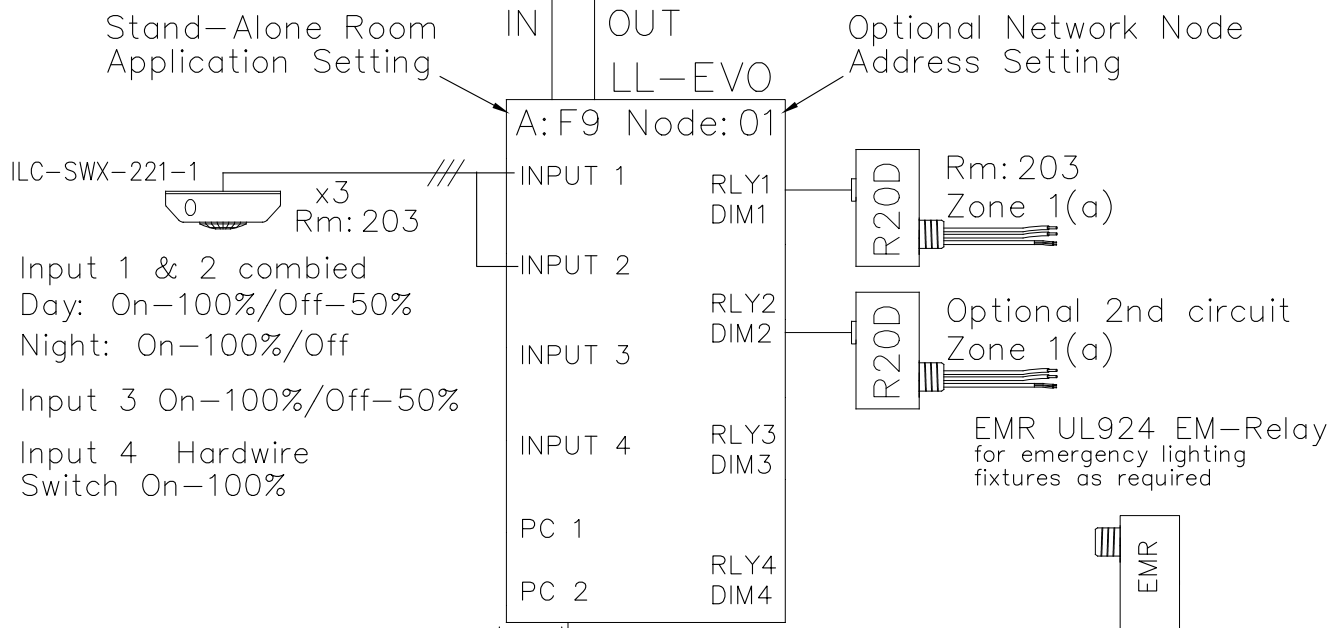 Stand-Alone Room
Application Setting
IN
OUT
Optional Network Node
Address Setting
LL-EVO
A:F9 Node:01
ILC-SWX-221-1
0
x3
Rm:203
Input 1 & 2 combied
Day: On-100%/Off-50%
Night: On-100%/Off
Input 3 On-100%/Off-50%
Input 4 Hardwire
Switch On-100%
INPUT 1
INPUT 2
INPUT 3
INPUT 4
PC 1
PC 2
RLY1
DIM1
RLY2
DIM2
RLY3
DIM3
RLY4
DIM4
R20D
Rm:203
Zone 1(a)
R20D
Optional 2nd circuit
Zone 1(a)
EMR UL924 EM-Relay
for emergency lighting
fixtures as required
EMR